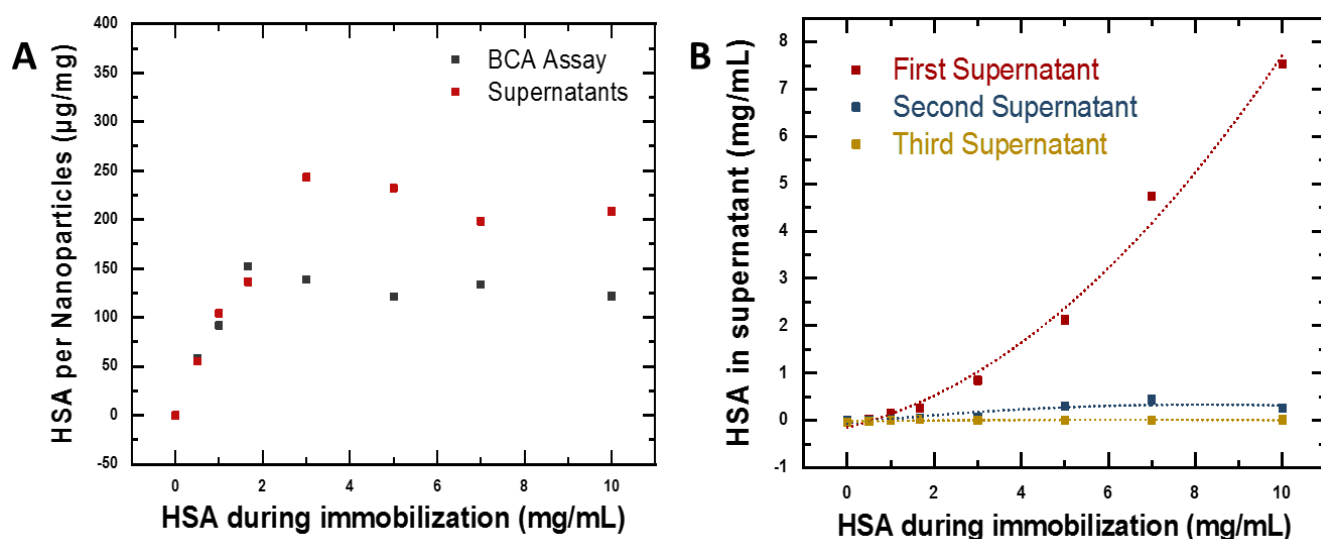 A
BCA Assay
Supernatants
HSA per Nanoparticles (µg/mg)
400
350
300
250
200
150
100
50
0
-50
0 2 4 6 8 10
HSA during immobilization (mg/mL)
B
First Supernatant
Second Supernatant
Third Supernatant
HSA in supernatant (mg/mL)
8
7
6
5
4
3
2
1
0
-1
0 2 4 6 8 10
HSA during immobilization (mg/mL)